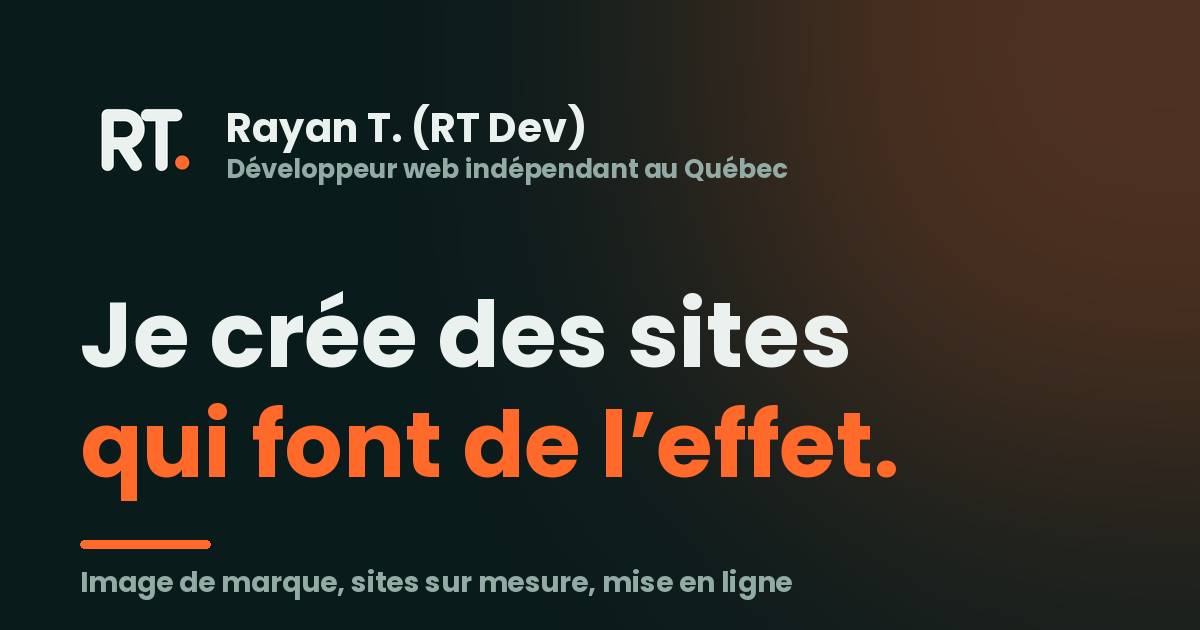 RT.
Rayan T. (RT Dev)
Développeur web indépendant au Québec
Je crée des sites
qui font de l’effet.
Image de marque, sites sur mesure, mise en ligne